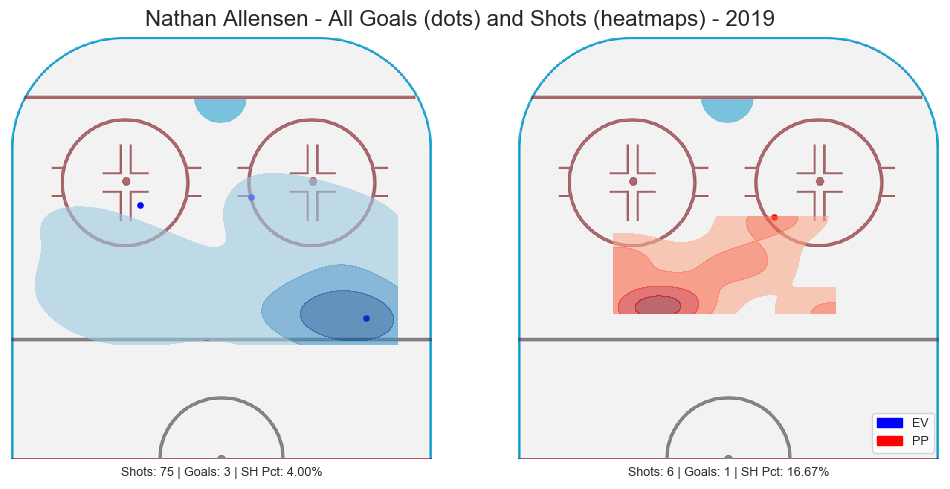 Nathan Allensen - All Goals (dots) and Shots (heatmaps) - 2019
EV
PP
Shots: 75 | Goals: 3 | SH Pct: 4.00%
Shots: 6 | Goals: 1 | SH Pct: 16.67%